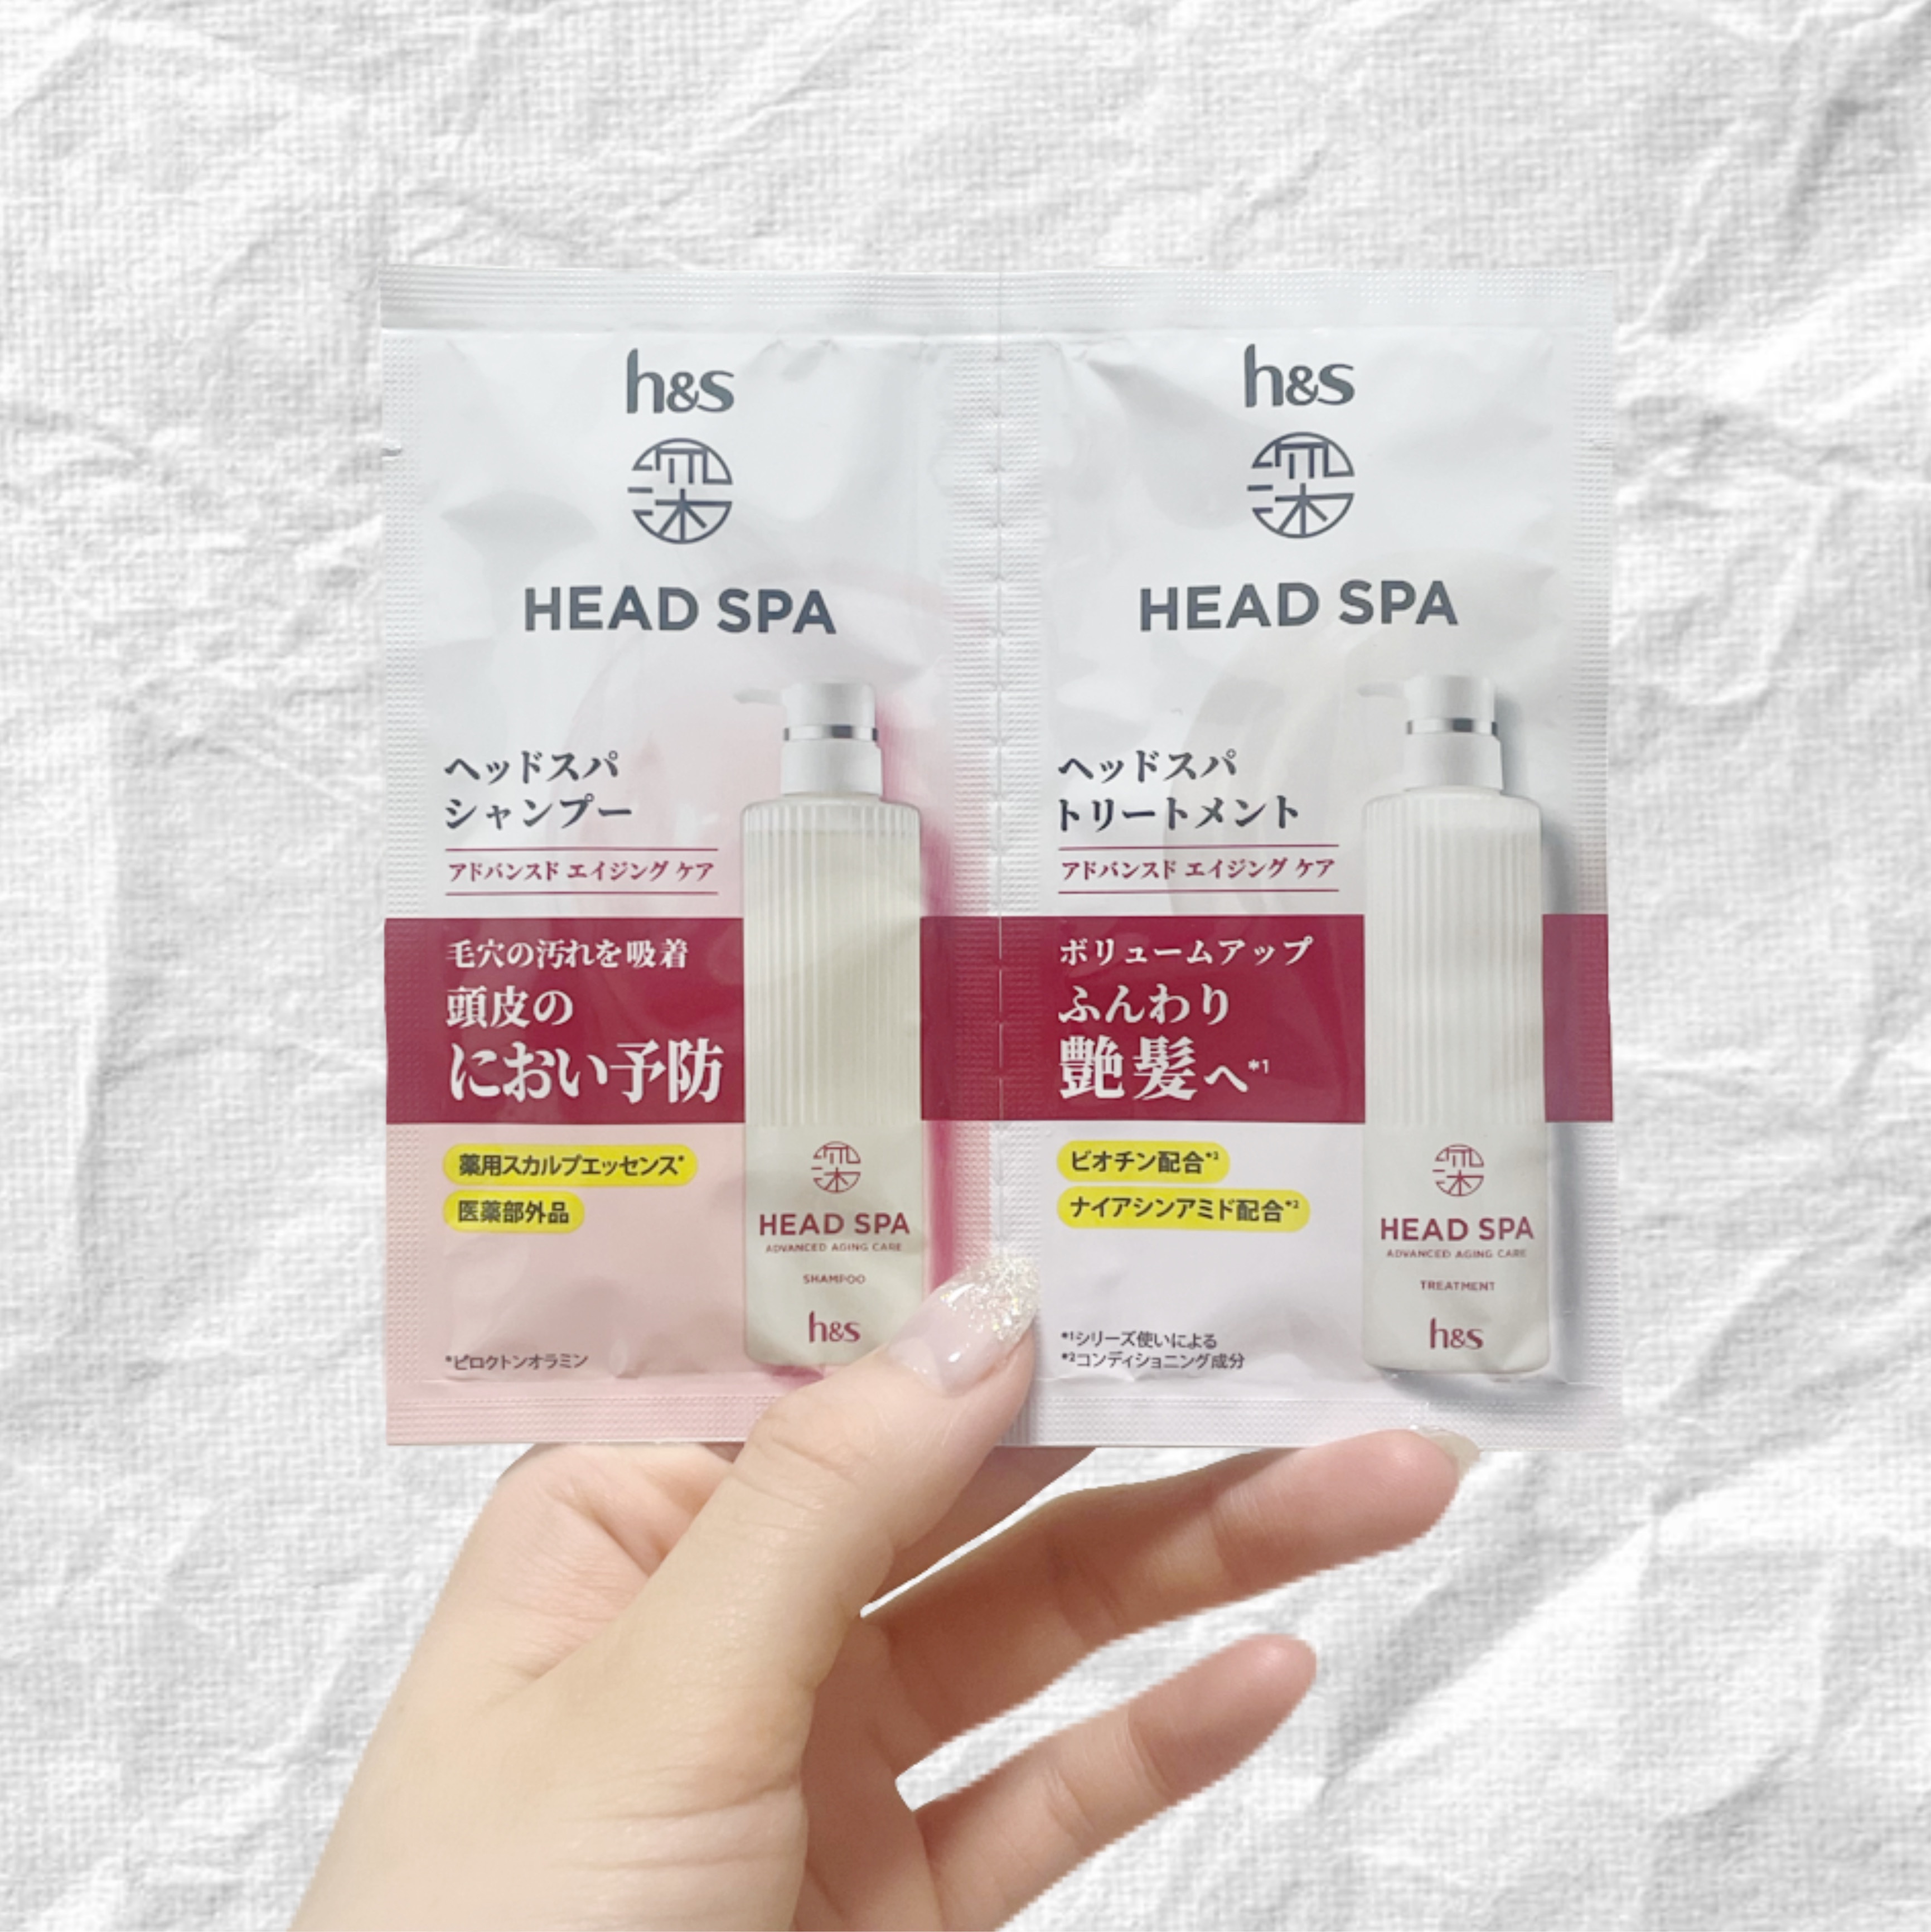 h&s
深
HEAD SPA
ヘッドスパ
シャンプー
アドバンスド エイジング ケア
毛穴の汚れを吸着
頭皮の
におい予防
薬用スカルプエッセンス*
医薬部外品
*ピロクトンオラミン
深
HEAD SPA
ADVANCED AGING CARE
SHAMPOO
h&s
h&s
深
HEAD SPA
ヘッドスパ
トリートメント
アドバンスド エイジング ケア
ボリュームアップ
ふんわり
艶髪へ*1
ビオチン配合*2
ナイアシンアミド配合*2
*1シリーズ使いによる
*2コンディショニング成分
深
HEAD SPA
ADVANCED AGING CARE
TREATMENT
h&s